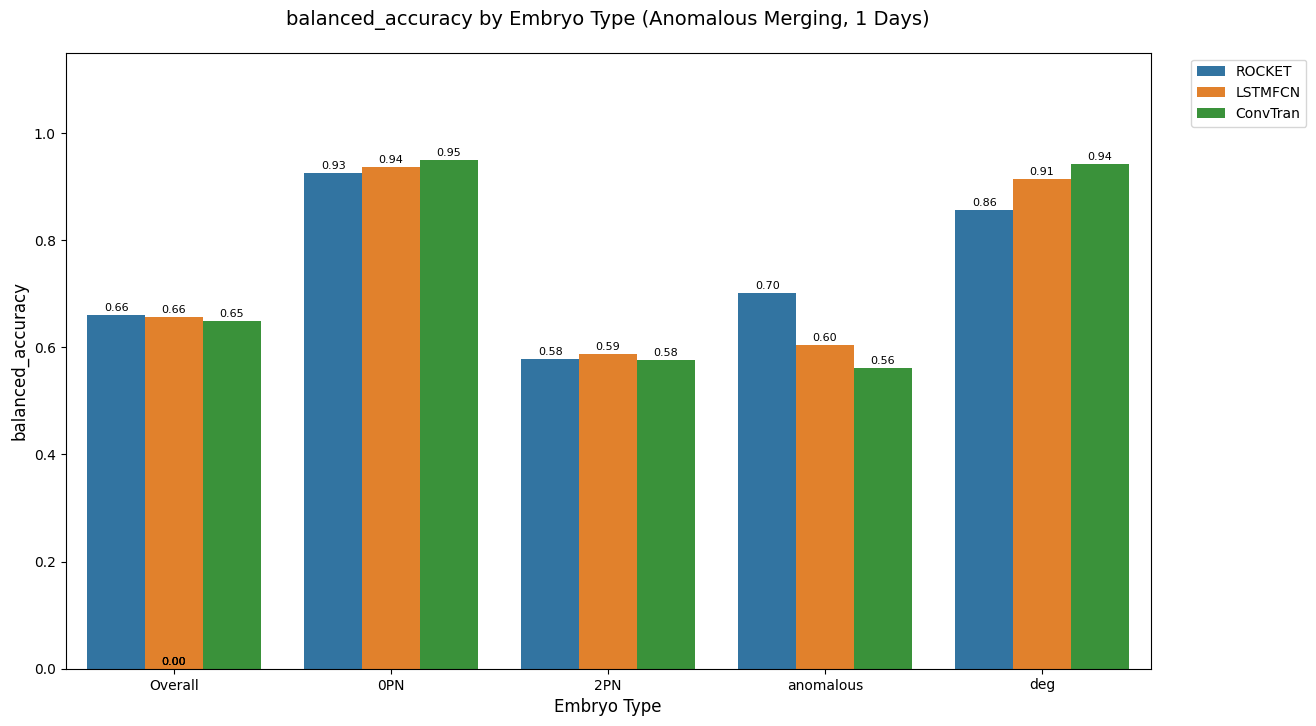 balanced_accuracy by Embryo Type (Anomalous Merging, 1 Days)
ROCKET
LSTMFCN
ConvTran
balanced_accuracy
1.0
0.8
0.6
0.4
0.2
0.0
0.66 0.66 0.65
0.93 0.94 0.95
0.58 0.59 0.58
0.70 0.60 0.56
0.86 0.91 0.94
0.00
Overall 0PN 2PN anomalous deg
Embryo Type